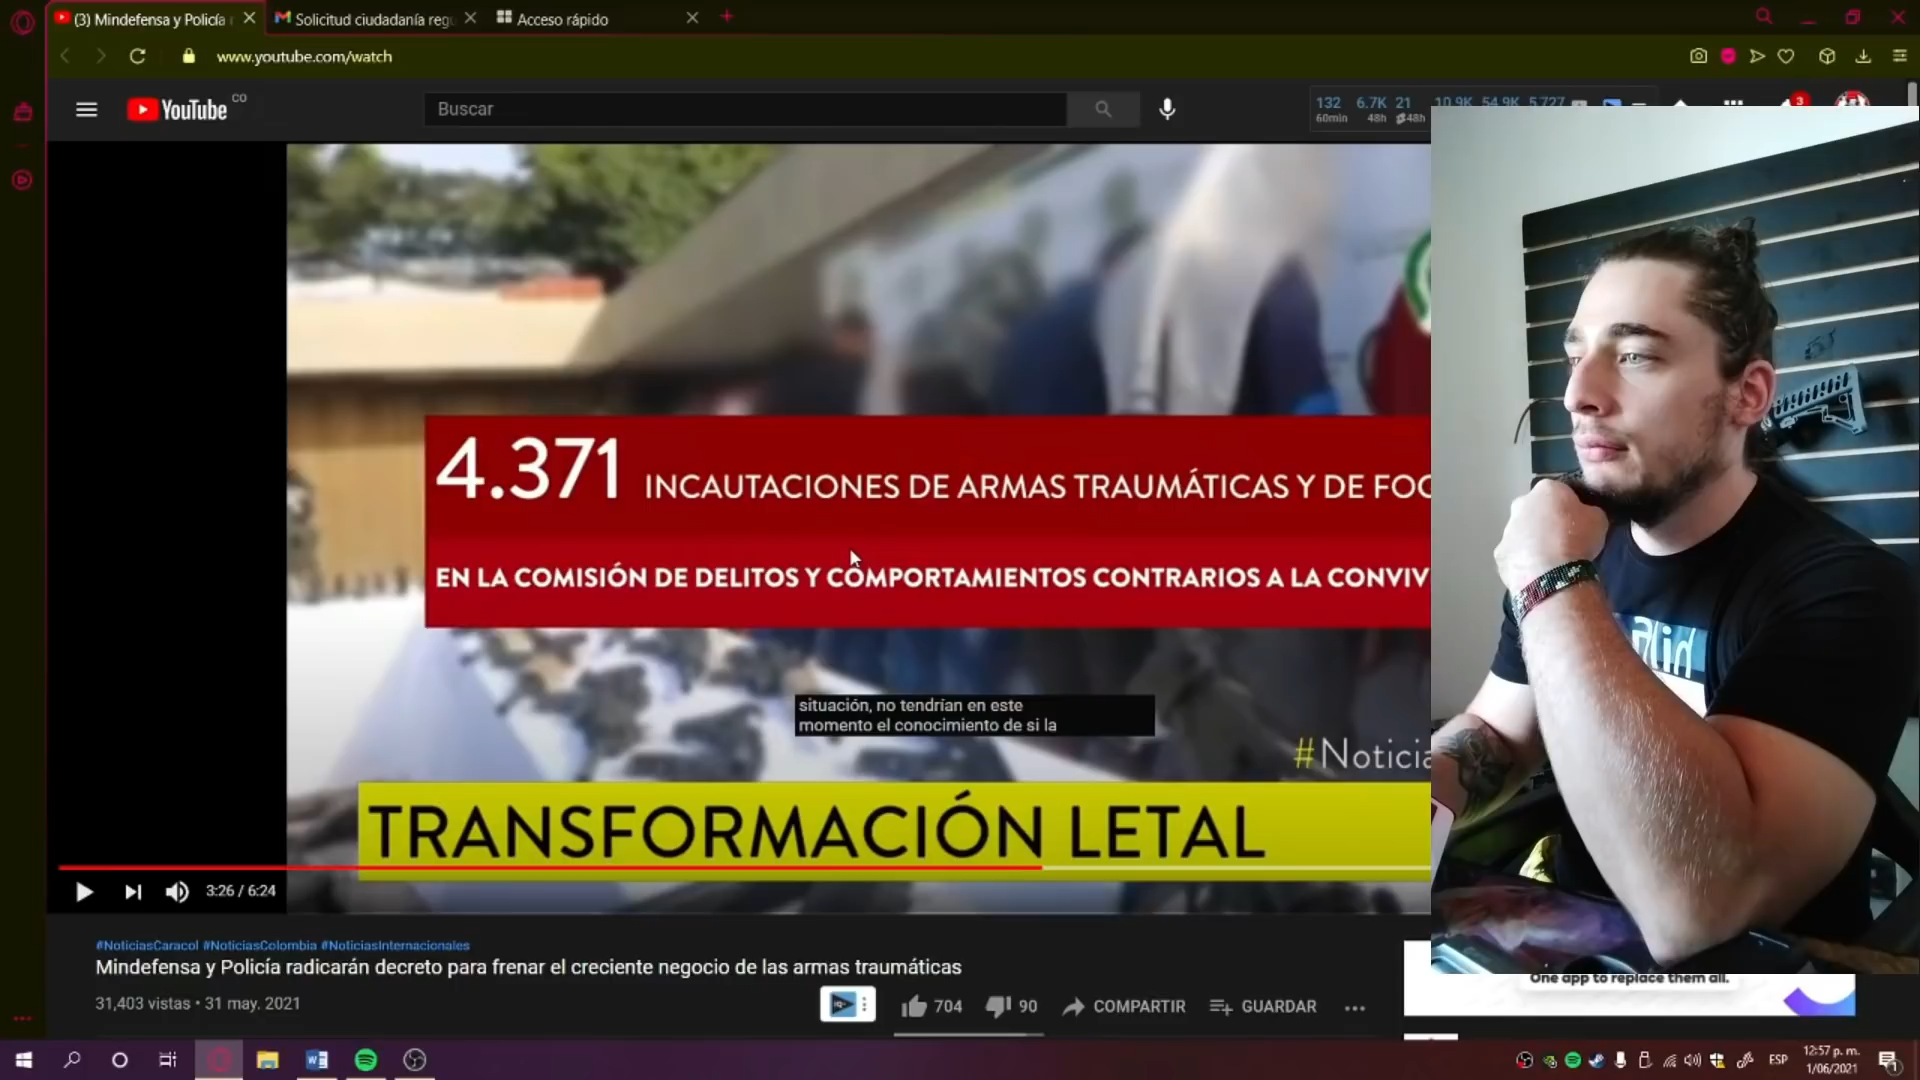 (3) Mindefensa y Policía
Solicitud ciudadanía reg
Acceso rápido
www.youtube.com/watch
YouTube CO
Buscar
132 6.7K 21 10.9K 54.9K 5,727
60min 48h 48h
3
4.371 INCAUTACIONES DE ARMAS TRAUMÁTICAS Y DE FO
EN LA COMISIÓN DE DELITOS Y COMPORTAMIENTOS CONTRARIOS A LA CONVIV
situación, no tendrían en este
momento el conocimiento de si la
#Noticia
TRANSFORMACIÓN LETAL
3:26 / 6:24
#NoticiasCaracol #NoticiasColombia #NoticiasInternacionales
Mindefensa y Policía radicarán decreto para frenar el creciente negocio de las armas traumáticas
31,403 vistas • 31 may. 2021
704
90
COMPARTIR
GUARDAR
One app to replace them all.
ESP
12:57 p. m.
1/06/2021
1